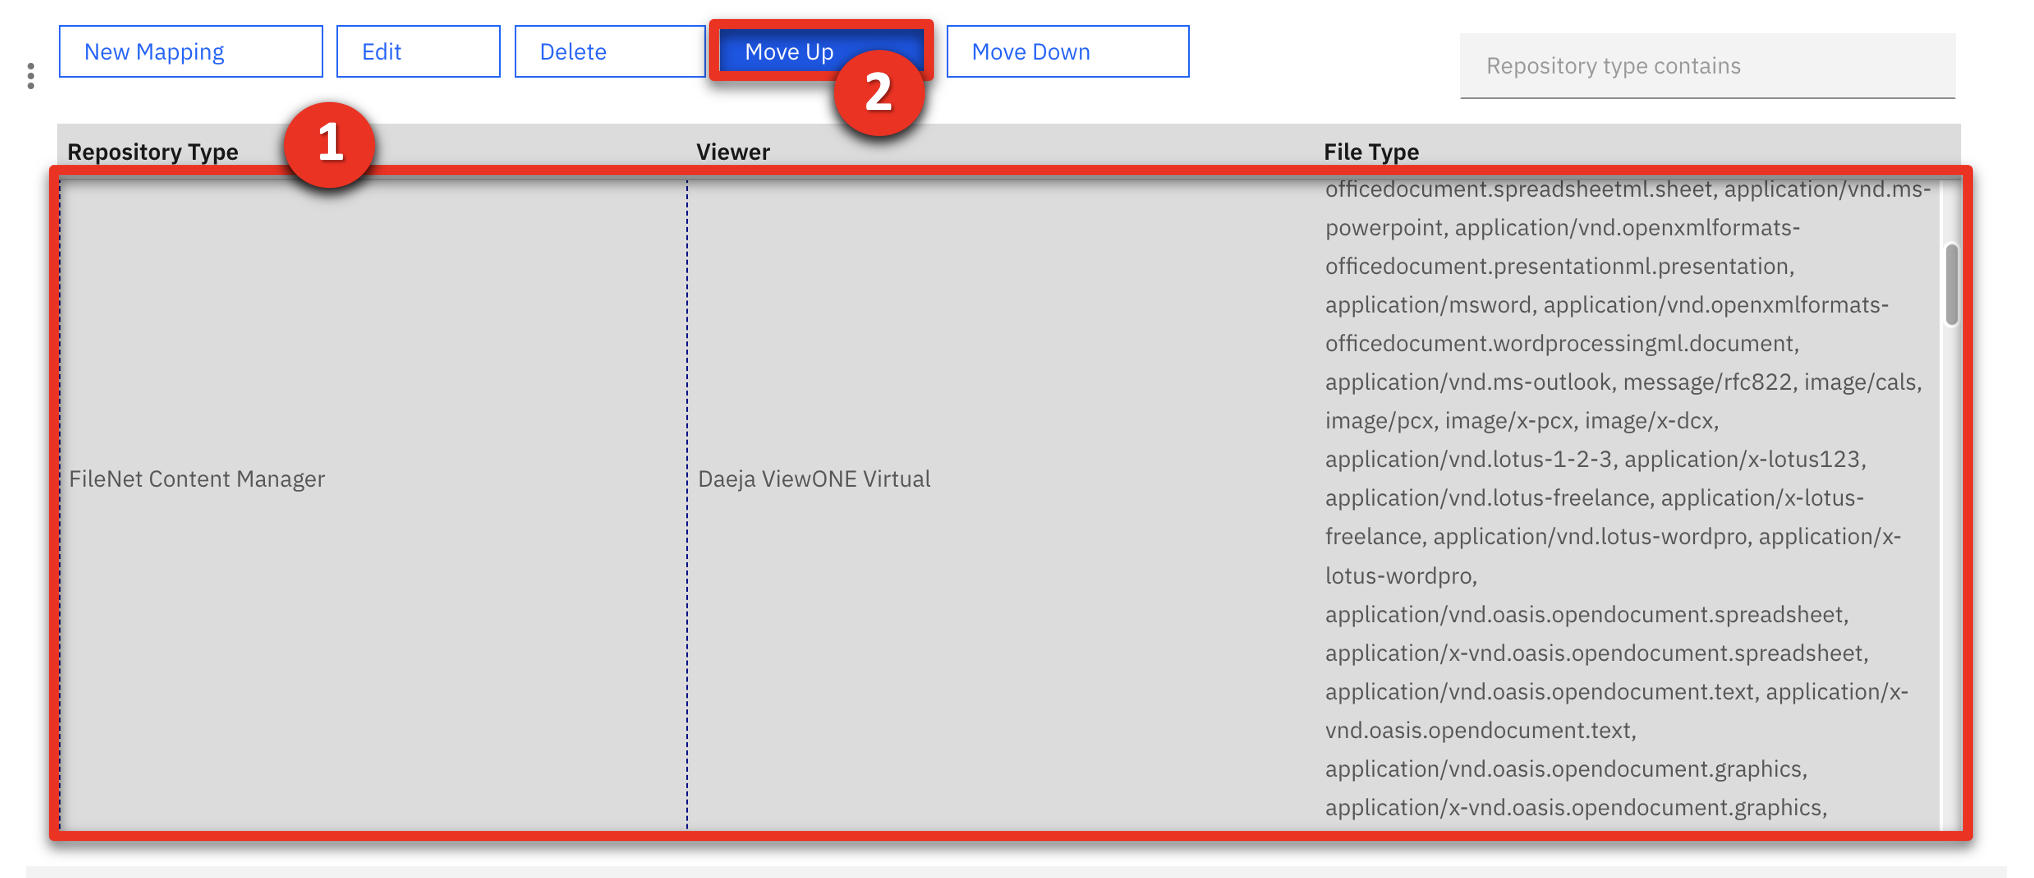 New Mapping
Edit
Delete
Move Up
Move Down
Repository type contains
2
1
Repository Type
Viewer
File Type
officedocument.spreadsheetml.sheet, application/vnd.ms-
powerpoint, application/vnd.openxmlformats-
officedocument.presentationml.presentation,
application/msword, application/vnd.openxmlformats-
officedocument.wordprocessingml.document,
application/vnd.ms-outlook, message/rfc822, image/cals,
image/pcx, image/x-pcx, image/x-dcx,
application/vnd.lotus-1-2-3, application/x-lotus123,
FileNet Content Manager
Daeja ViewONE Virtual
application/vnd.lotus-freelance, application/x-lotus-
freelance, application/vnd.lotus-wordpro, application/x-
lotus-wordpro,
application/vnd.oasis.opendocument.spreadsheet,
application/x-vnd.oasis.opendocument.spreadsheet,
application/vnd.oasis.opendocument.text, application/x-
vnd.oasis.opendocument.text,
application/vnd.oasis.opendocument.graphics,
application/x-vnd.oasis.opendocument.graphics,